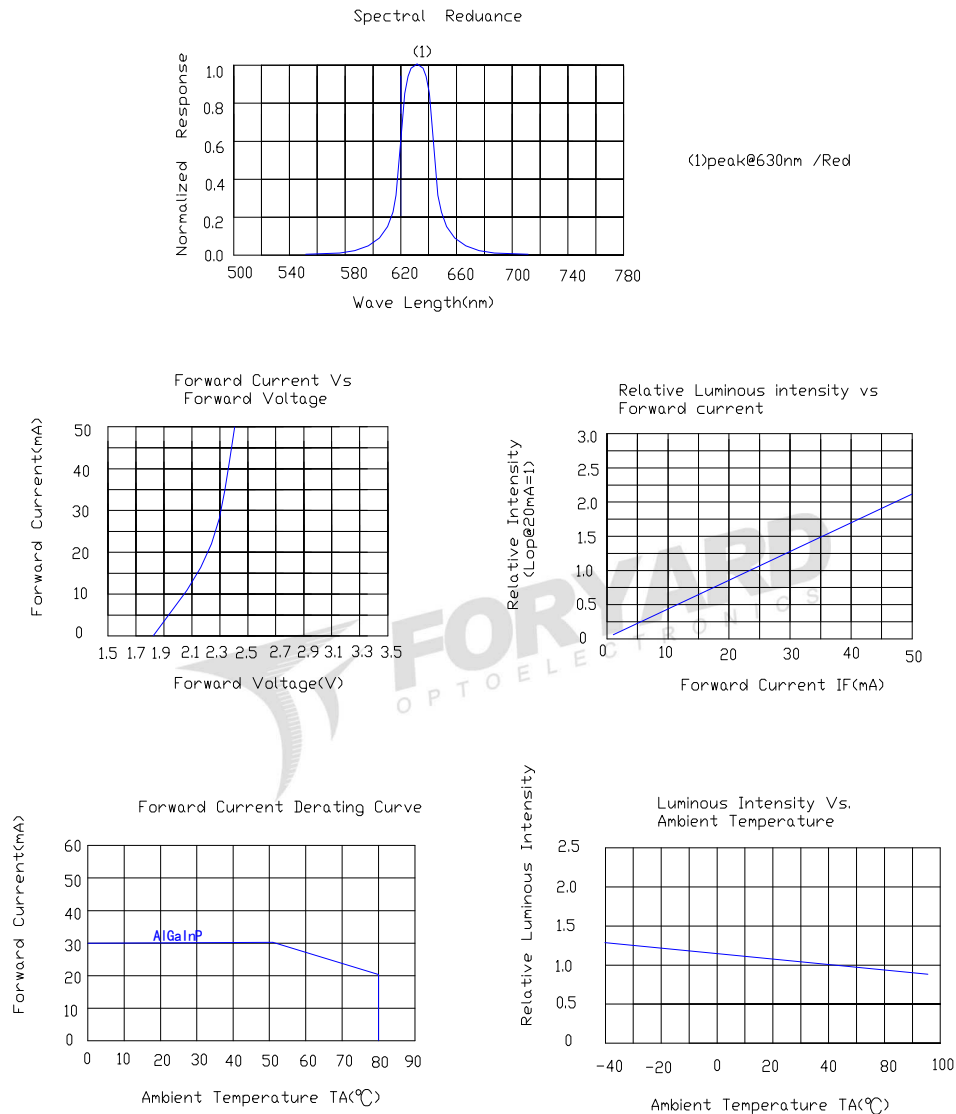 Spectral Reduance
(1)
Normalized Response
1.0
0.8
0.6
0.4
0.2
0.0
500 540 580 620 660 700 740 780
Wave Length(nm)
(1)peak@630nm /Red
Forward Current Vs
Forward Voltage
Forward Current(mA)
50
40
30
20
10
0
1.5 1.7 1.9 2.1 2.3 2.5 2.7 2.9 3.1 3.3 3.5
Forward Voltage(V)
Relative Luminous intensity vs
Forward current
Relative Intensity
(Lop@20mA=1)
3.0
2.5
2.0
1.5
1.0
0.5
0
0 10 20 30 40 50
Forward Current IF(mA)
FORYARD
OPTOELECTRONICS
Forward Current Derating Curve
Forward Current(mA)
60
50
40
30
20
10
0
AlGaInP
0 10 20 30 40 50 60 70 80 90
Ambient Temperature TA(℃)
Luminous Intensity Vs.
Ambient Temperature
Relative Luminous Intensity
2.5
2.0
1.5
1.0
0.5
0
-40 -20 0 20 40 60 80 100
Ambient Temperature TA(℃)